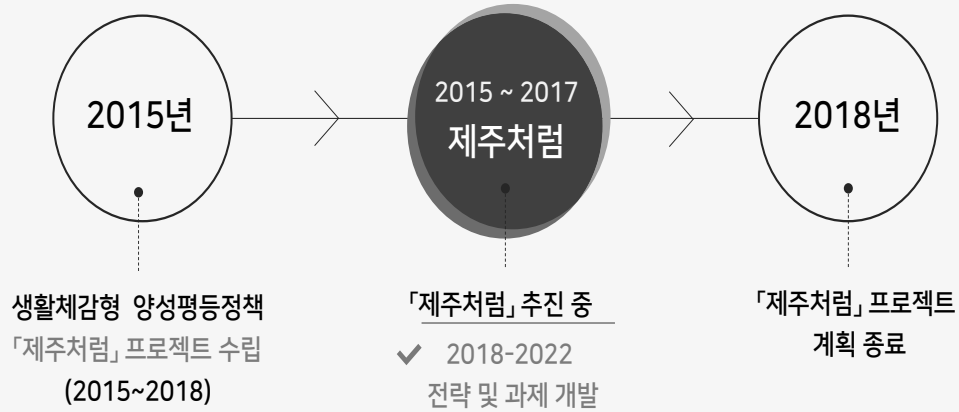 2015년
생활체감형 양성평등정책
「제주처럼」 프로젝트 수립
(2015~2018)
2015 ~ 2017
제주처럼
「제주처럼」 추진 중
2018-2022
전략 및 과제 개발
2018년
「제주처럼」 프로젝트
계획 종료